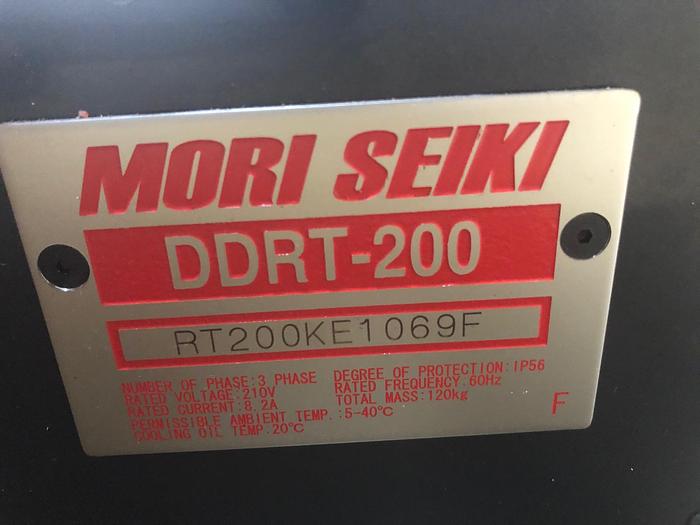 MORI SEIKI
DDRT-200
RT200KE1069F
NUMBER OF PHASE:3 PHASE DEGREE OF PROTECTION:IP56
RATED VOLTAGE:210V RATED FREQUENCY:60Hz
RATED CURRENT:8.2A TOTAL MASS:120kg
PERMISSIBLE AMBIENT TEMP.:5-40°C
COOLING OIL TEMP.20°C
F